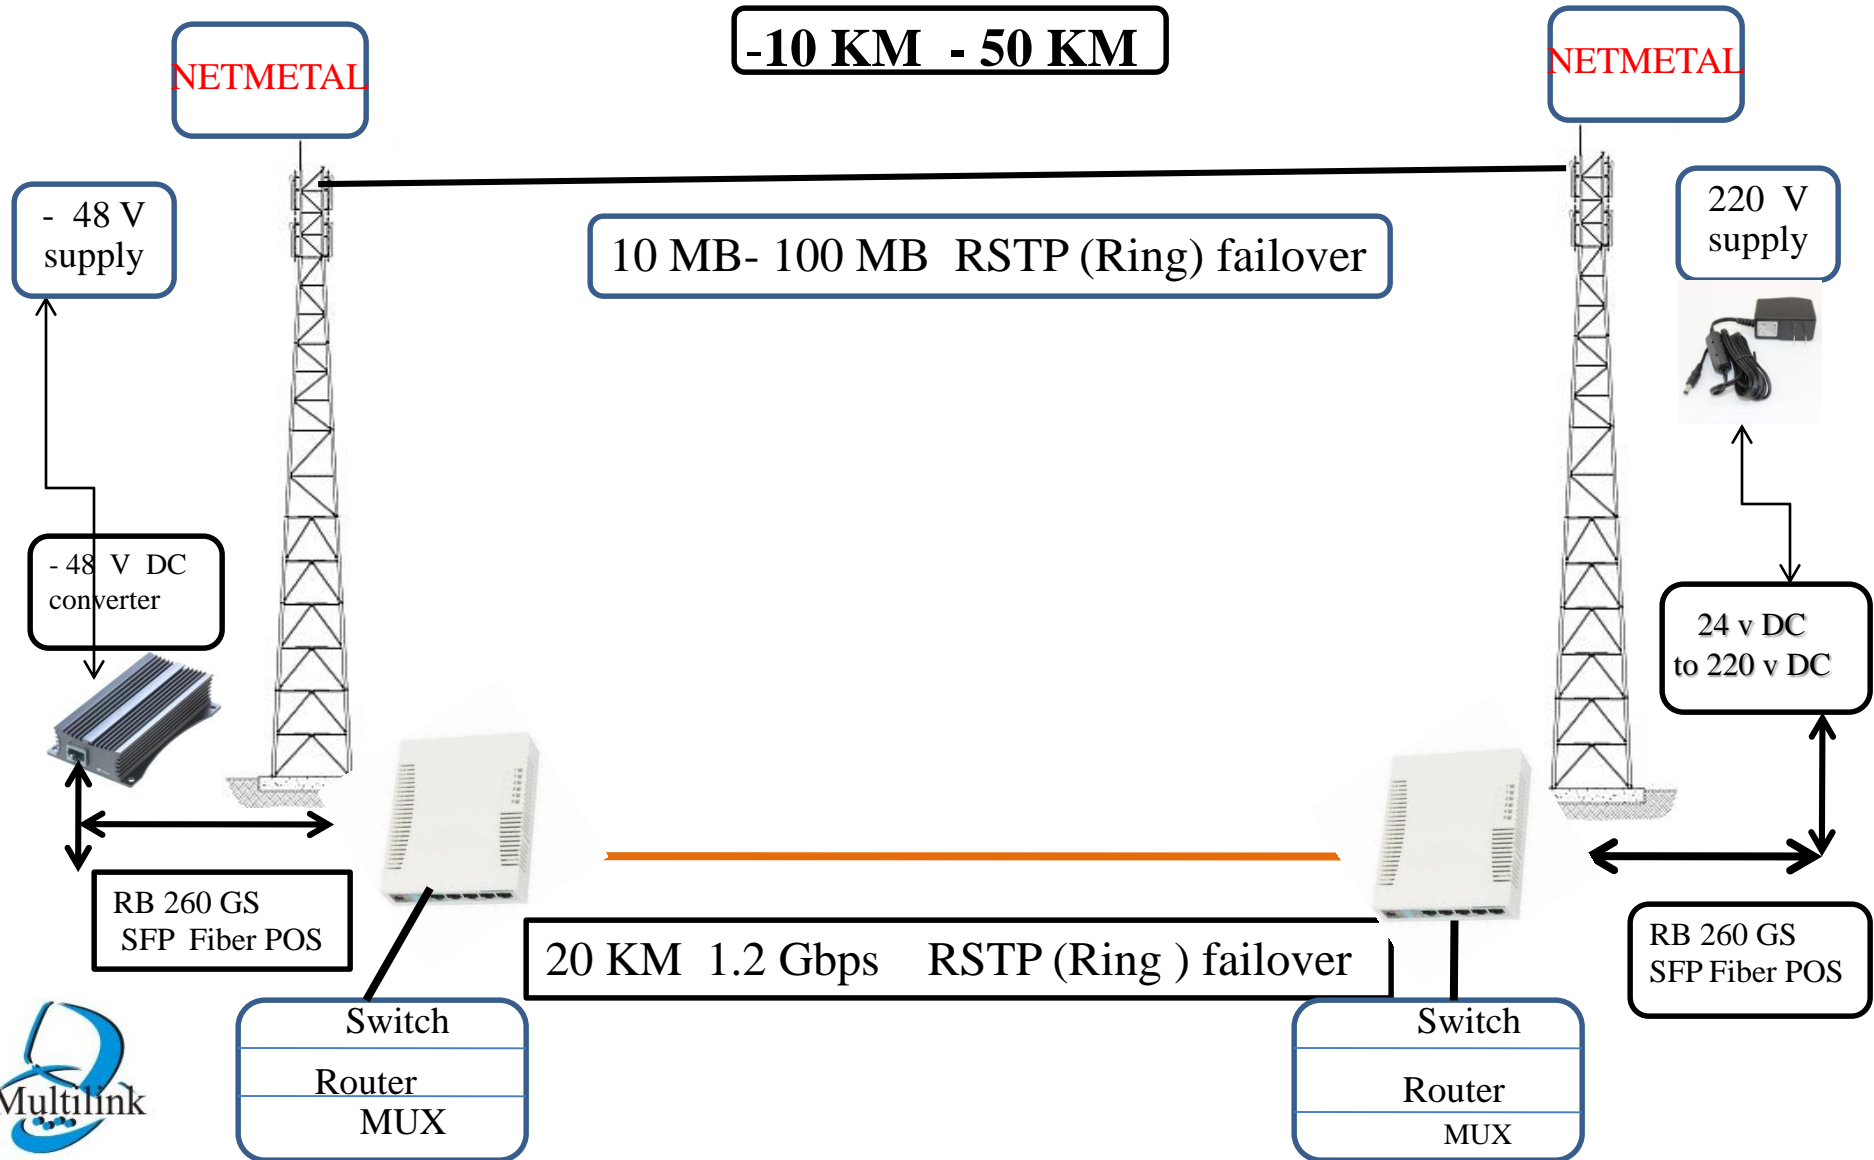 NETMETAL
-10 KM - 50 KM
NETMETAL
- 48 V
supply
10 MB- 100 MB RSTP (Ring) failover
220 V
supply
- 48 V DC
converter
24 v DC
to 220 v DC
RB 260 GS
SFP Fiber POS
20 KM 1.2 Gbps RSTP (Ring ) failover
RB 260 GS
SFP Fiber POS
Switch
Router
MUX
Switch
Router
MUX
Multilink